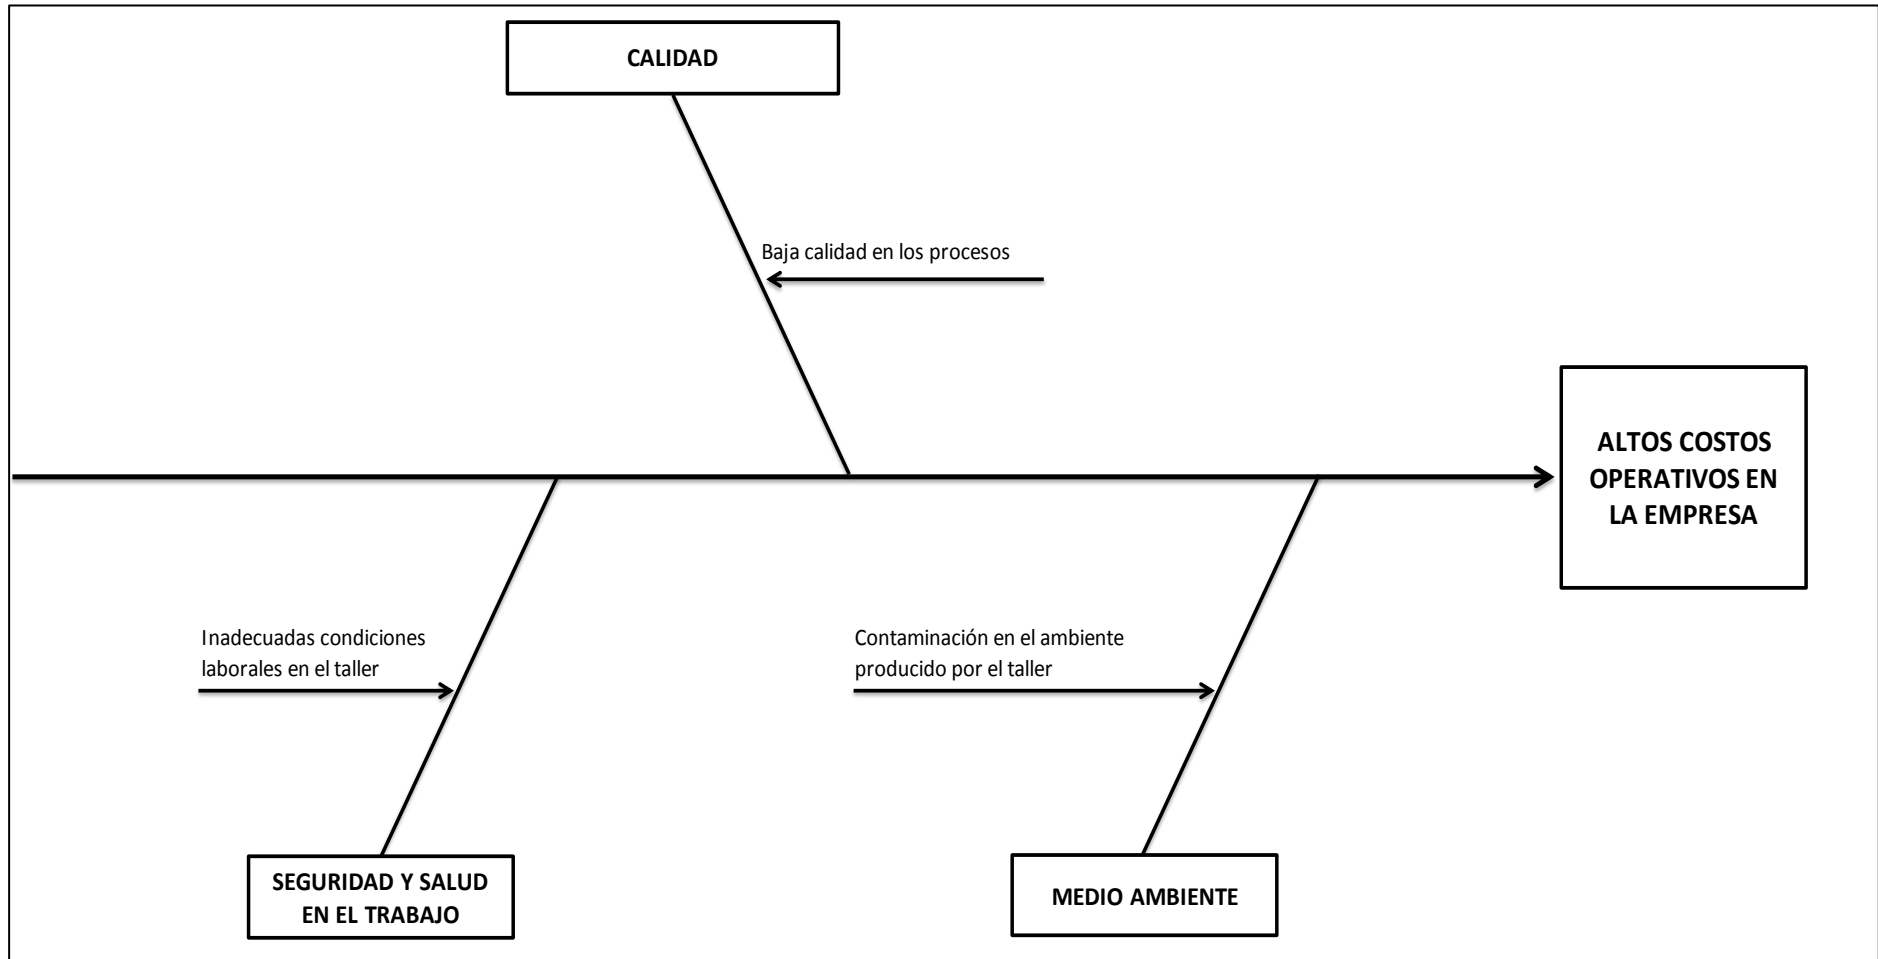 CALIDAD
Baja calidad en los procesos
ALTOS COSTOS
OPERATIVOS EN
LA EMPRESA
Inadecuadas condiciones
laborales en el taller
Contaminación en el ambiente
producido por el taller
SEGURIDAD Y SALUD
EN EL TRABAJO
MEDIO AMBIENTE